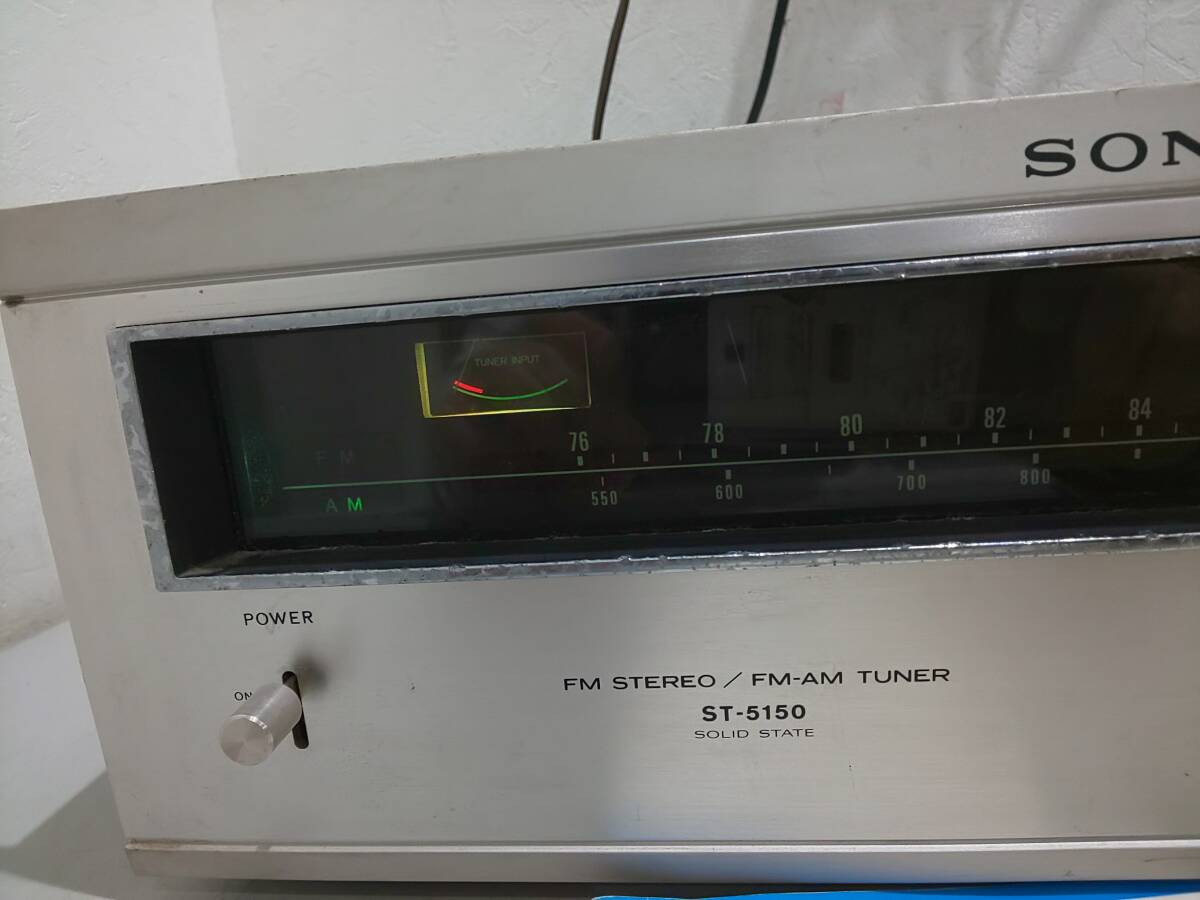 SON
TUNER INPUT
76 78 80 82 84
FM
AM
550 600 700 800
POWER
ON
FM STEREO / FM-AM TUNER
ST-5150
SOLID STATE